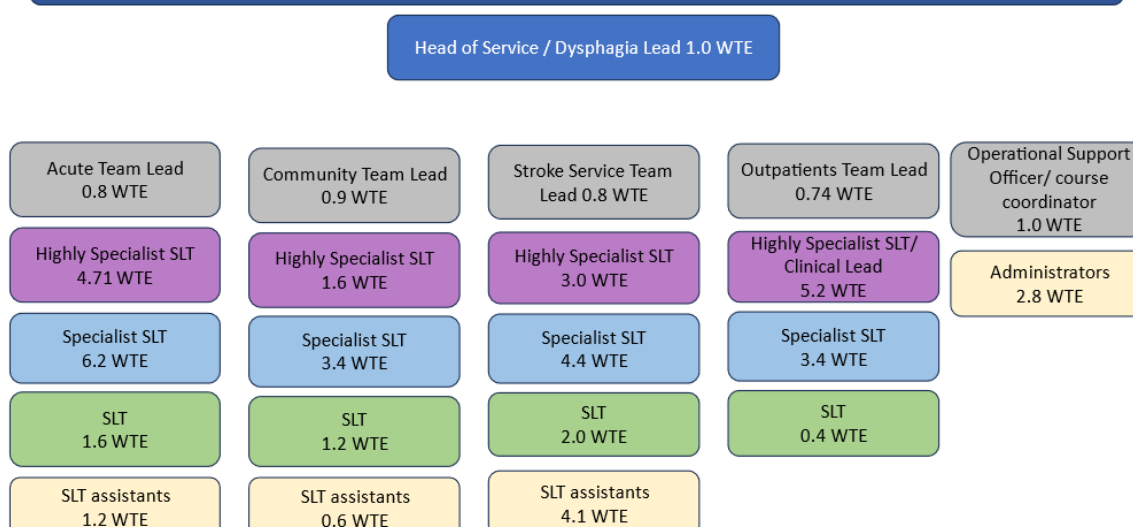 Head of Service / Dysphagia Lead 1.0 WTE
Acute Team Lead
0.8 WTE
Highly Specialist SLT
4.71 WTE
Specialist SLT
6.2 WTE
SLT
1.6 WTE
SLT assistants
1.2 WTE
Community Team Lead
0.9 WTE
Highly Specialist SLT
1.6 WTE
Specialist SLT
3.4 WTE
SLT
1.2 WTE
SLT assistants
0.6 WTE
Stroke Service Team
Lead 0.8 WTE
Highly Specialist SLT
3.0 WTE
Specialist SLT
4.4 WTE
SLT
2.0 WTE
SLT assistants
4.1 WTE
Outpatients Team Lead
0.74 WTE
Highly Specialist SLT/
Clinical Lead
5.2 WTE
Specialist SLT
3.4 WTE
SLT
0.4 WTE
Operational Support
Officer/ course
coordinator
1.0 WTE
Administrators
2.8 WTE